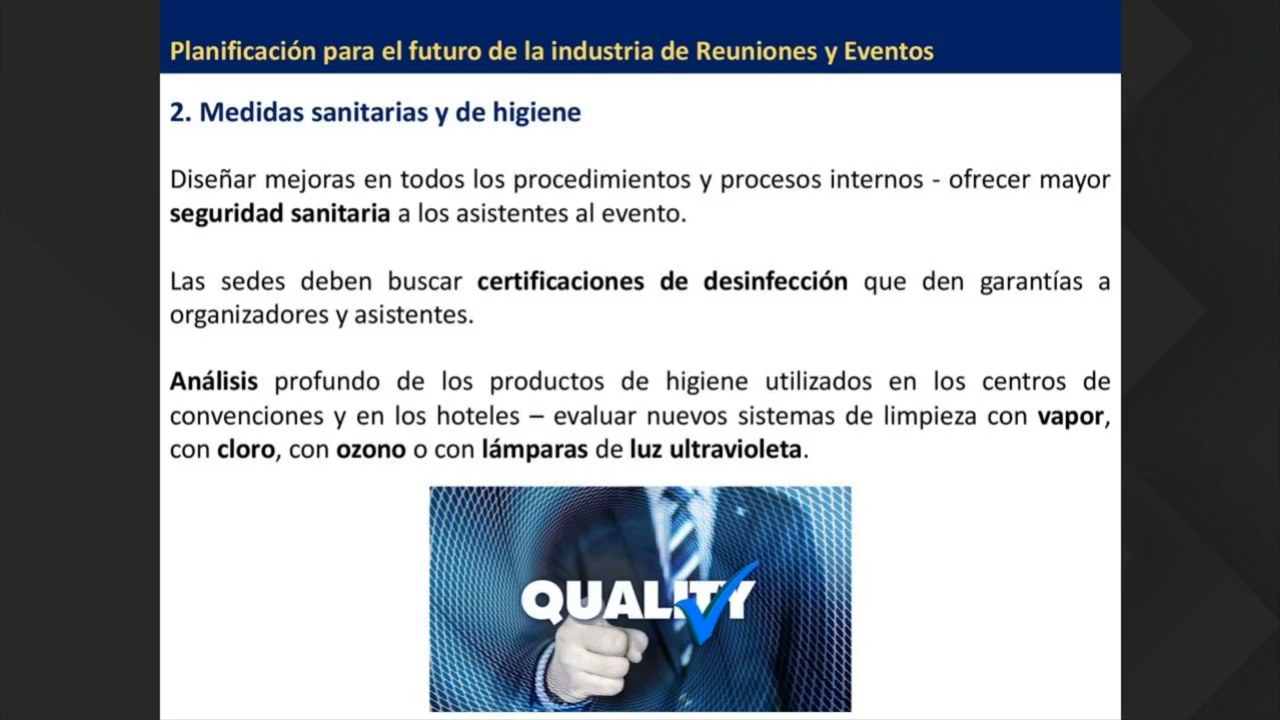 Planificación para el futuro de la industria de Reuniones y Eventos
2. Medidas sanitarias y de higiene
Diseñar mejoras en todos los procedimientos y procesos internos - ofrecer mayor
seguridad sanitaria a los asistentes al evento.
Las sedes deben buscar certificaciones de desinfección que den garantías a
organizadores y asistentes.
Análisis profundo de los productos de higiene utilizados en los centros de
convenciones y en los hoteles – evaluar nuevos sistemas de limpieza con vapor,
con cloro, con ozono o con lámparas de luz ultravioleta.
QUALITY